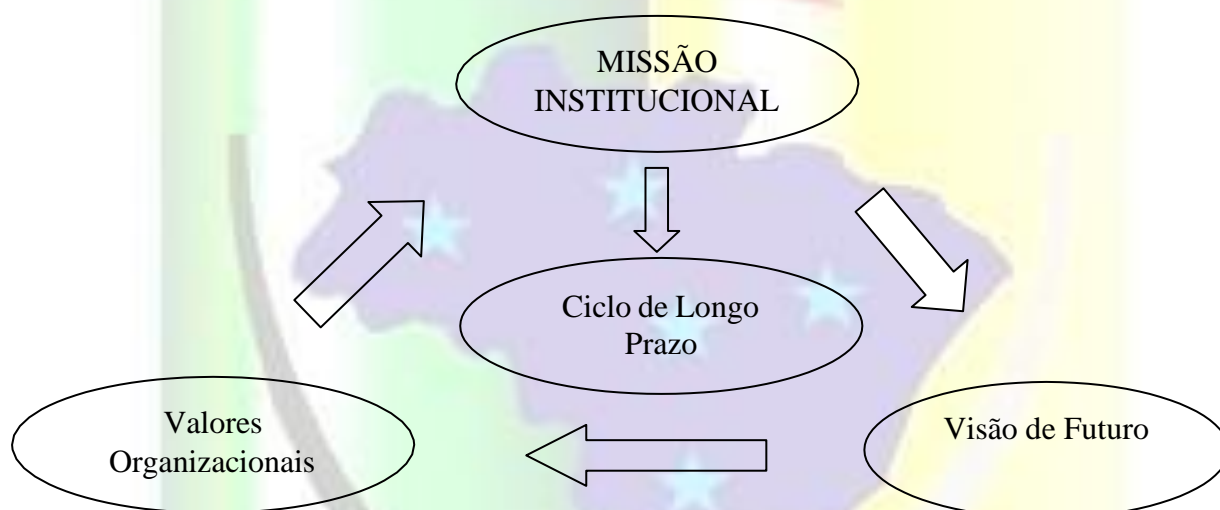 MISSÃO
INSTITUCIONAL
Ciclo de Longo
Prazo
Valores
Organizacionais
Visão de Futuro